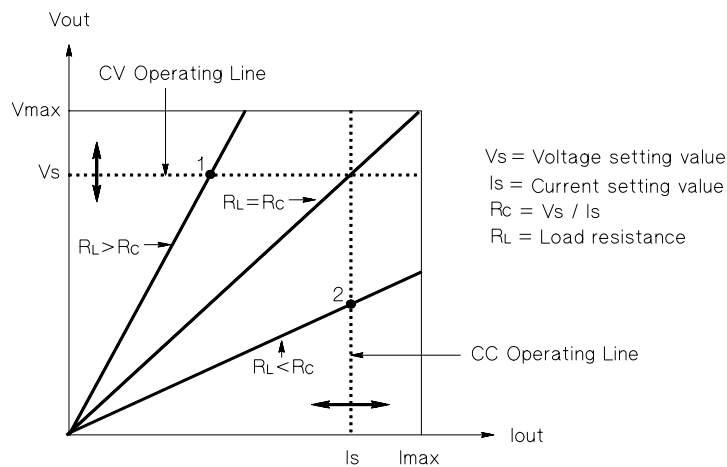 Vout
CV Operating Line
Vmax
Vs
1
RL=RC
RL>RC
2
RL<RC
CC Operating Line
Iout
Is
Imax
Vs = Voltage setting value
Is = Current setting value
Rc = Vs / Is
RL = Load resistance